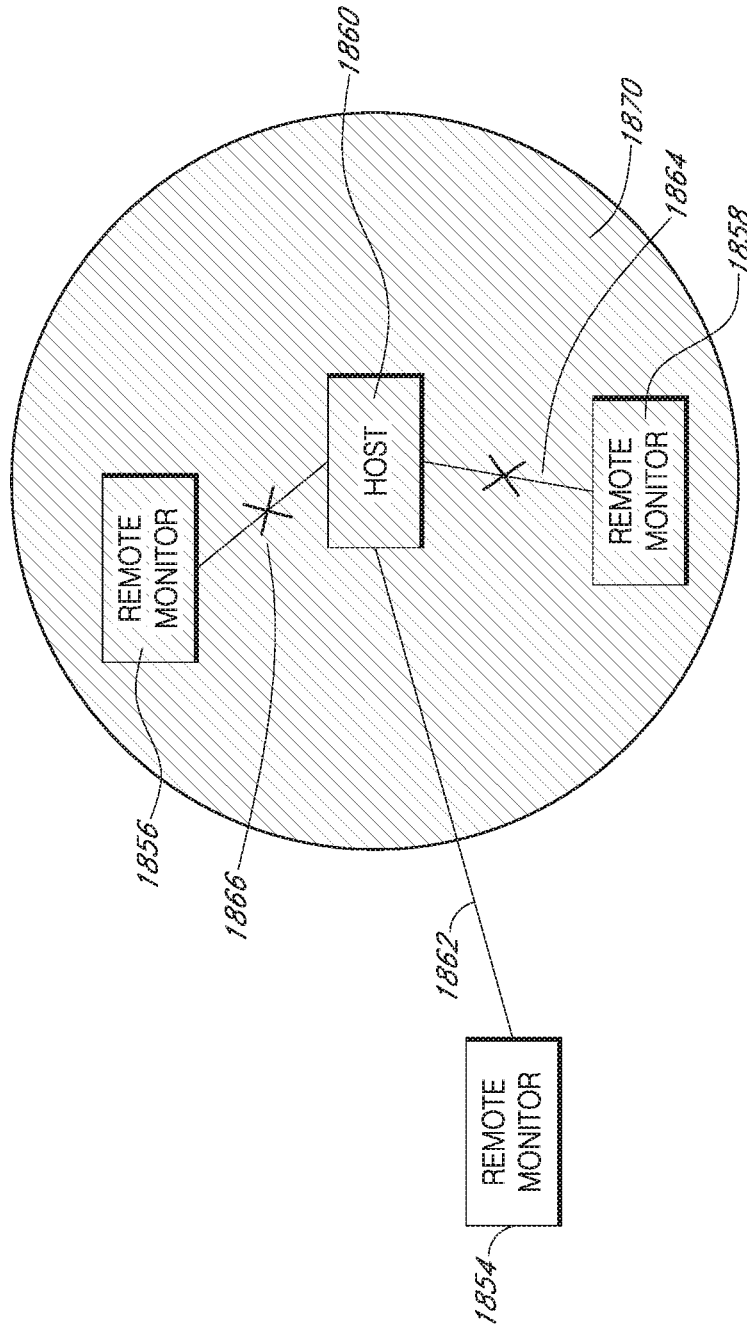 1856
REMOTE
MONITOR
1866
1860
HOST
1862
1854
REMOTE
MONITOR
1870
REMOTE
MONITOR
1864
1858